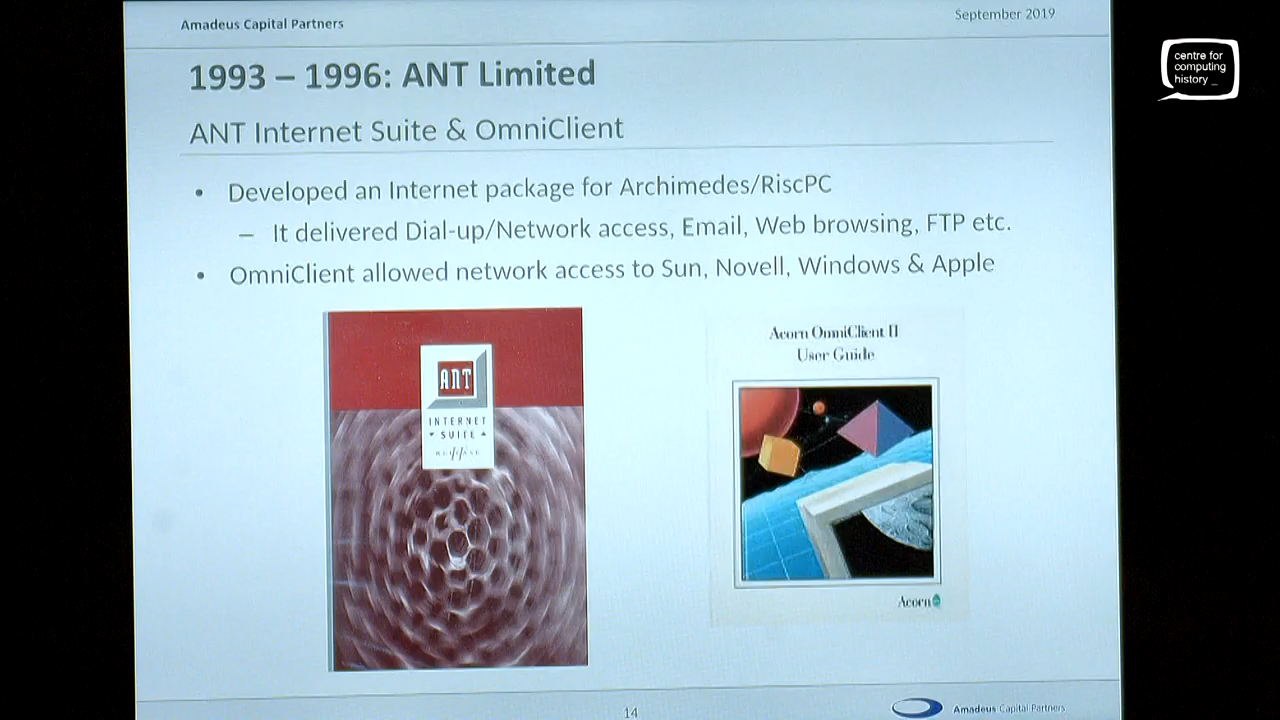 Amadeus Capital Partners
September 2019
centre for
computing
history _
1993 – 1996: ANT Limited
ANT Internet Suite & OmniClient
• Developed an Internet package for Archimedes/RiscPC
– It delivered Dial-up/Network access, Email, Web browsing, FTP etc.
• OmniClient allowed network access to Sun, Novell, Windows & Apple
ANT
INTERNET
SUITE
Acorn OmniClient II
User Guide
Acorn
14
Amadeus Capital Partners